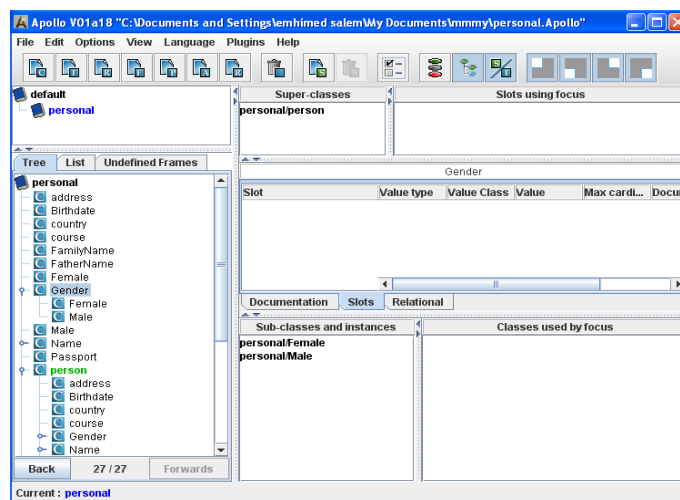 Apollo V01a18 "C:\Documents and Settings\emhimed salem\My Documents\mmmy\personal.Apollo"
File Edit Options View Language Plugins Help
default
personal
Super-classes
personal/person
Slots using focus
Tree List Undefined Frames
personal
address
Birthdate
country
course
FamilyName
FatherName
Female
Gender
Female
Male
Male
Name
Passport
person
address
Birthdate
country
course
Gender
Name
Back 27 / 27 Forwards
Gender
Slot Value type Value Class Value Max cardi... Docu
Documentation Slots Relational
Sub-classes and instances
personal/Female
personal/Male
Classes used by focus
Current : personal